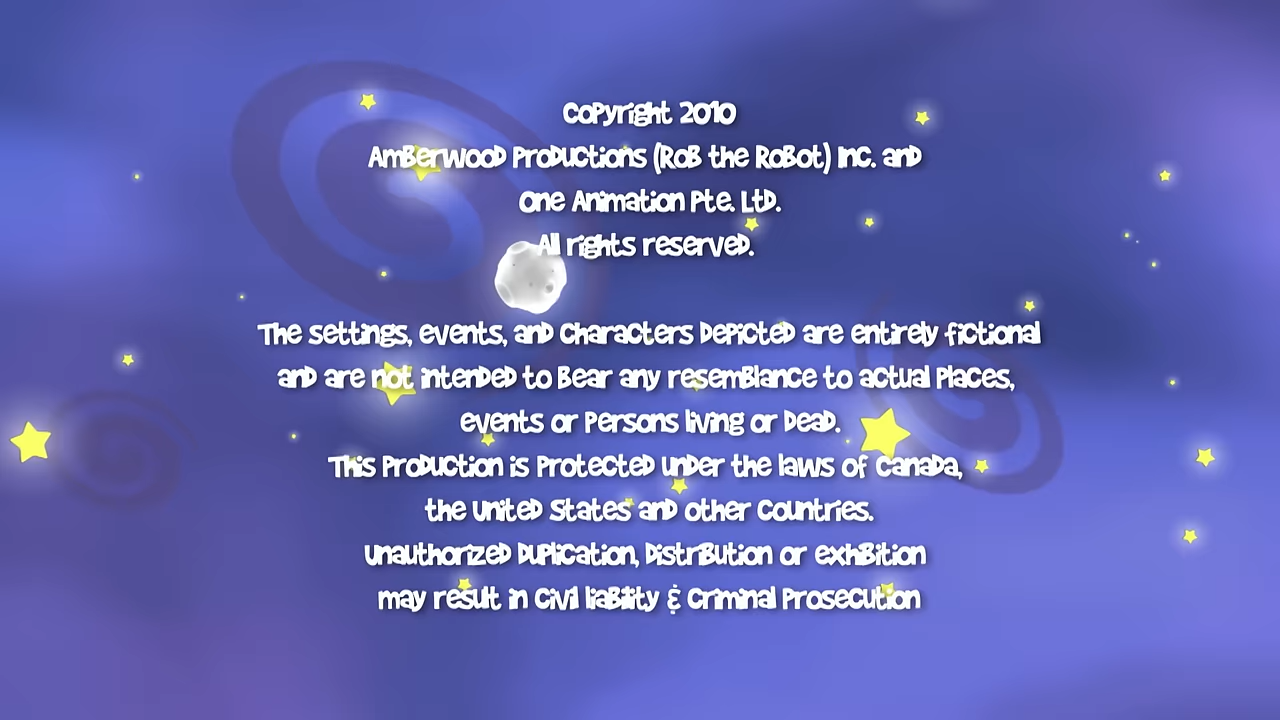 Copyright 2010
Amberwood Productions (Rob the Robot) Inc. and
One Animation Pte. Ltd.
All rights reserved.
The settings, events, and characters depicted are entirely fictional
and are not intended to bear any resemblance to actual places,
events or persons living or dead.
This production is protected under the laws of Canada,
the United States and other countries.
Unauthorized duplication, distribution or exhibition
may result in civil liability & criminal prosecution